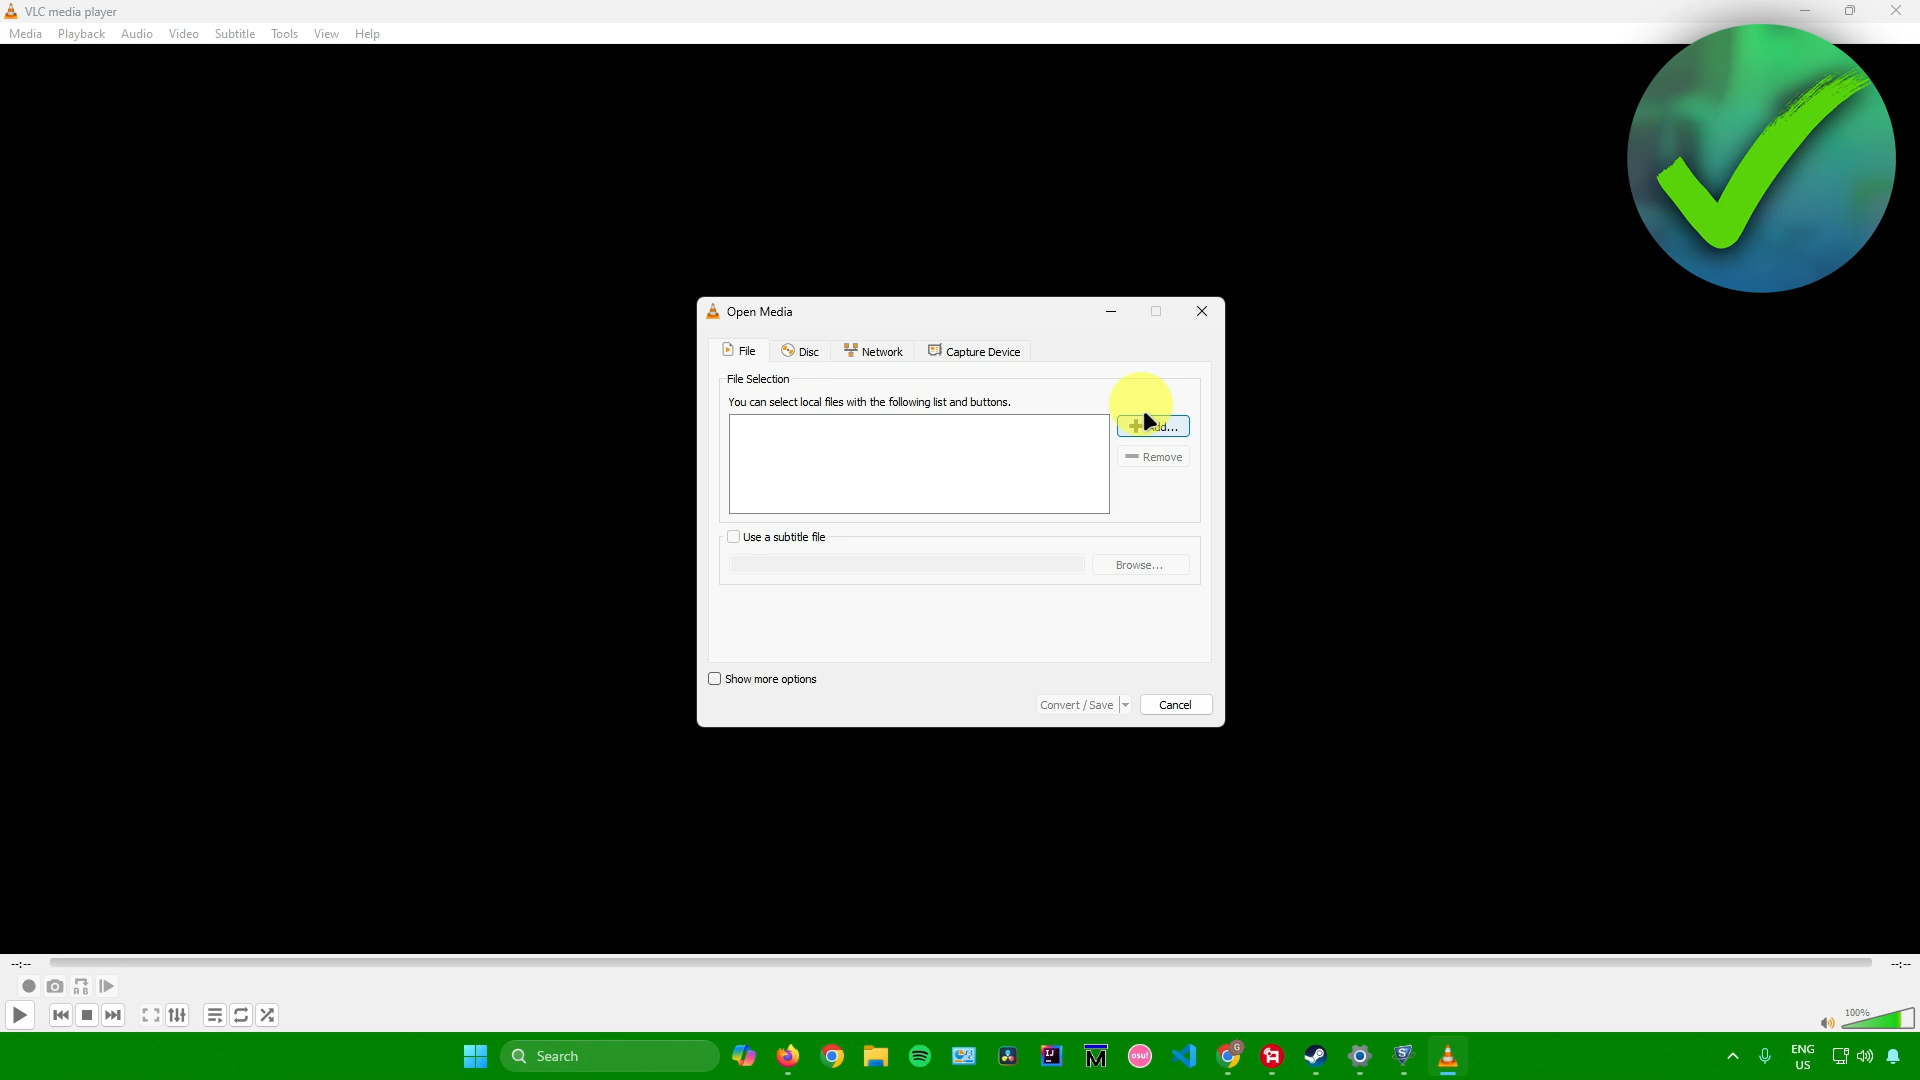 VLC media player
Media Playback Audio Video Subtitle Tools View Help
Open Media
File Disc Network Capture Device
File Selection
You can select local files with the following list and buttons.
Remove
Use a subtitle file
Browse...
Show more options
Convert / Save Cancel
--:-- --:--
100%
Search
osu!
ENG
US